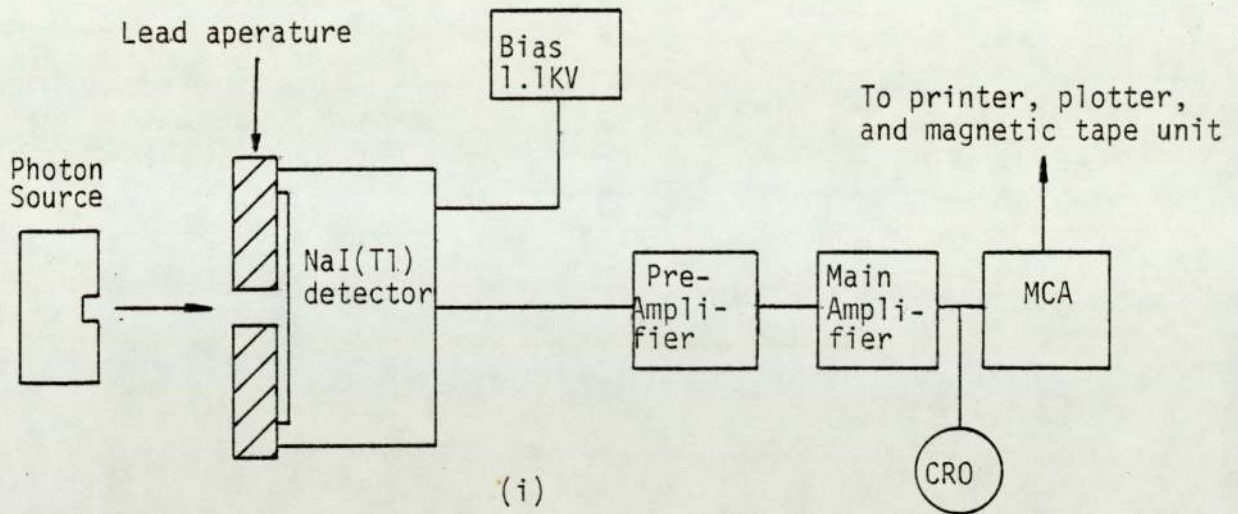 Lead aperature
Bias
1.1KV
To printer, plotter,
and magnetic tape unit
Photon
Source
NaI(Tl)
detector
Pre-
Ampli-
fier
Main
Ampli-
fier
MCA
CRO
(i)